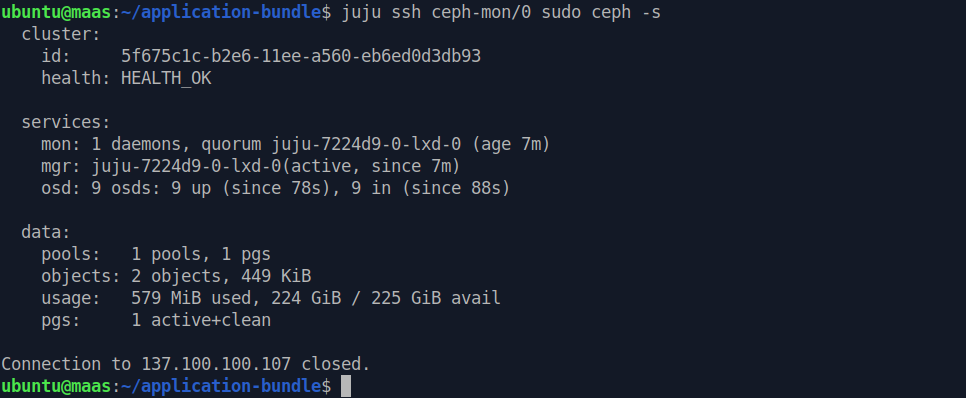 ubuntu@maas:~/application-bundle$ juju ssh ceph-mon/0 sudo ceph -s
  cluster:
    id:     5f675c1c-b2e6-11ee-a560-eb6ed0d3db93
    health: HEALTH_OK

  services:
    mon: 1 daemons, quorum juju-7224d9-0-lxd-0 (age 7m)
    mgr: juju-7224d9-0-lxd-0(active, since 7m)
    osd: 9 osds: 9 up (since 78s), 9 in (since 88s)

  data:
    pools:   1 pools, 1 pgs
    objects: 2 objects, 449 KiB
    usage:   579 MiB used, 224 GiB / 225 GiB avail
    pgs:     1 active+clean

Connection to 137.100.100.107 closed.
ubuntu@maas:~/application-bundle$